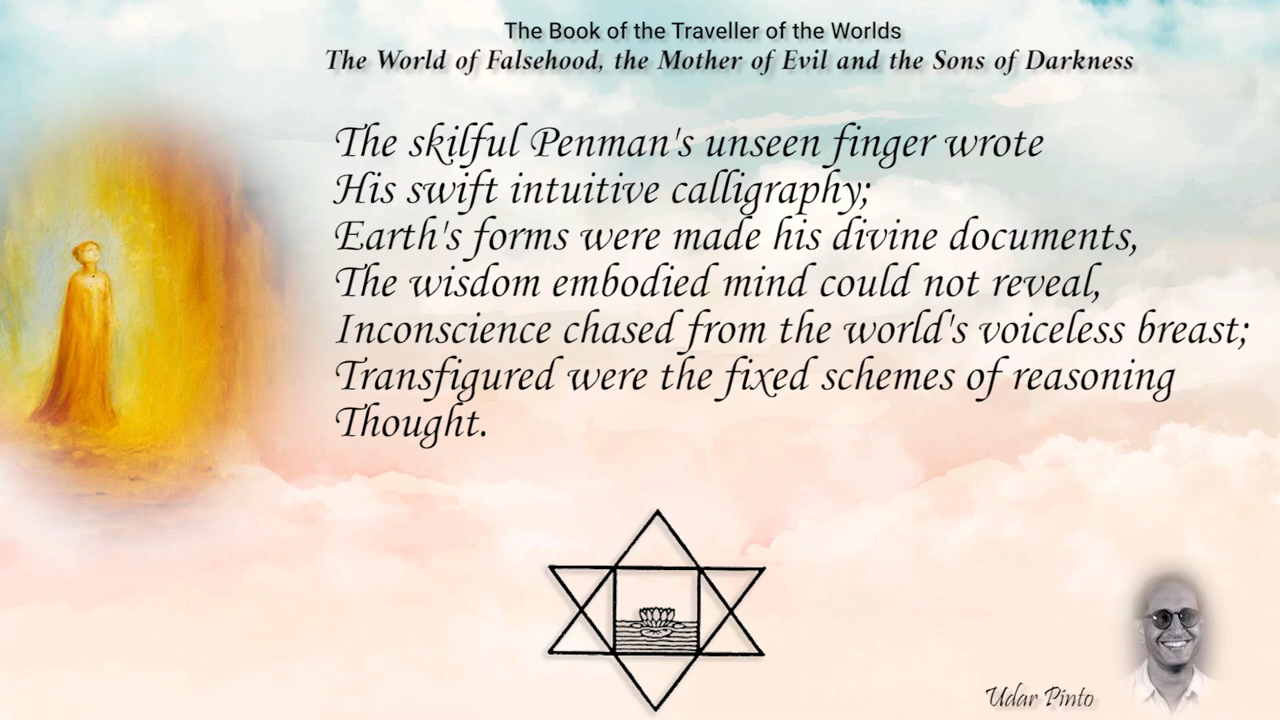 The Book of the Traveller of the Worlds
The World of Falsehood, the Mother of Evil and the Sons of Darkness
The skilful Penman's unseen finger wrote
His swift intuitive calligraphy;
Earth's forms were made his divine documents,
The wisdom embodied mind could not reveal,
Inconscience chased from the world's voiceless breast;
Transfigured were the fixed schemes of reasoning
Thought.
Udar Pinto